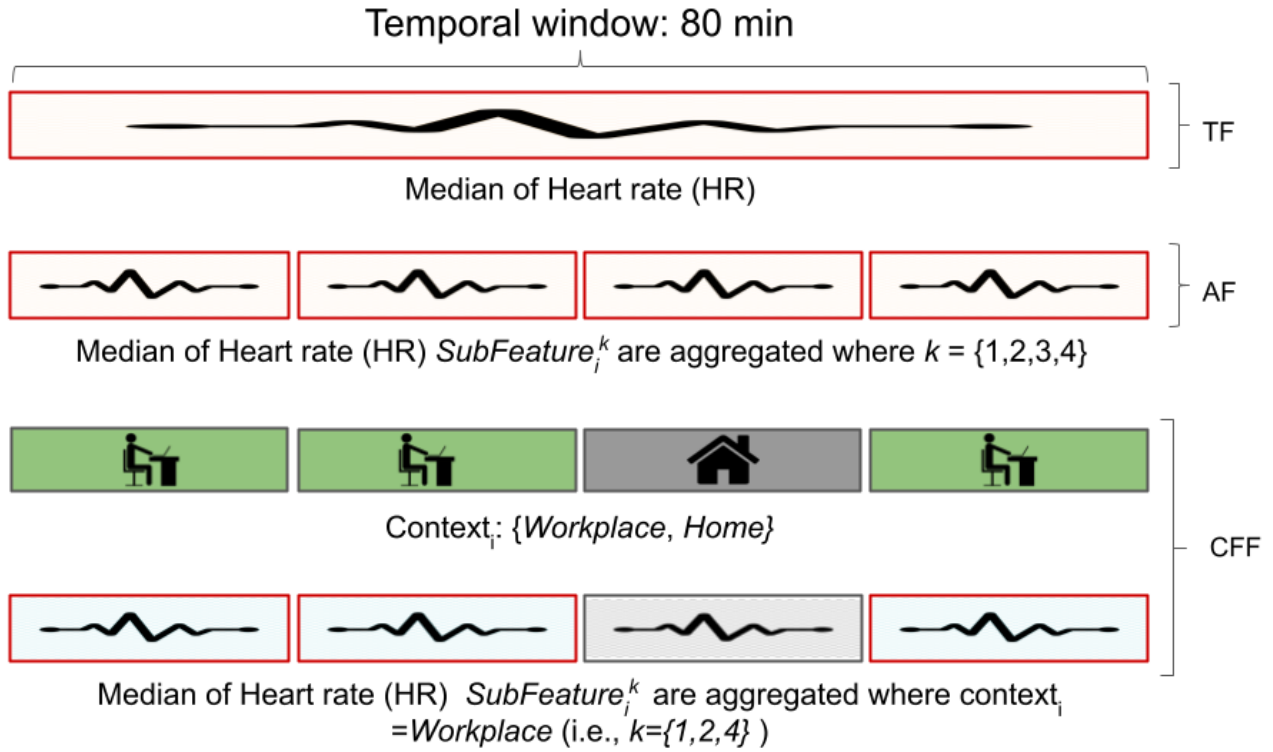 Temporal window: 80 min
TF
Median of Heart rate (HR)
AF
Median of Heart rate (HR) SubFeature_i^k are aggregated where k = {1,2,3,4}
Context_i: {Workplace, Home}
CFF
Median of Heart rate (HR) SubFeature_i^k are aggregated where context_i
=Workplace (i.e., k={1,2,4} )